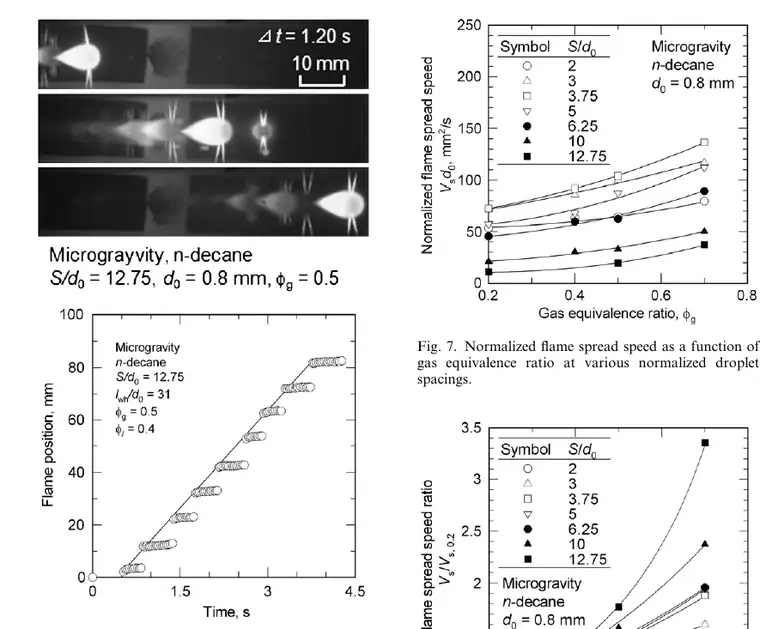 Δt = 1.20 s
10 mm
Micrograyvity, n-decane
S/d0 = 12.75, d0 = 0.8 mm, ϕg = 0.5
100
80
60
40
20
0
Flame position, mm
Microgravity
n-decane
S/d0 = 12.75
lwh/d0 = 31
ϕg = 0.5
ϕl = 0.4
0 1.5 3 4.5
Time, s
250
200
150
100
50
0
Normalized flame spread speed
Vsd0, mm2/s
Symbol S/d0
2
3
3.75
5
6.25
10
12.75
Microgravity
n-decane
d0 = 0.8 mm
0.2 0.4 0.6 0.8
Gas equivalence ratio, ϕg
Fig. 7. Normalized flame spread speed as a function of
gas equivalence ratio at various normalized droplet
spacings.
3.5
3
2.5
2
lame spread speed ratio
Vs/Vs, 0.2
Symbol S/d0
2
3
3.75
5
6.25
10
12.75
Microgravity
n-decane
d0 = 0.8 mm